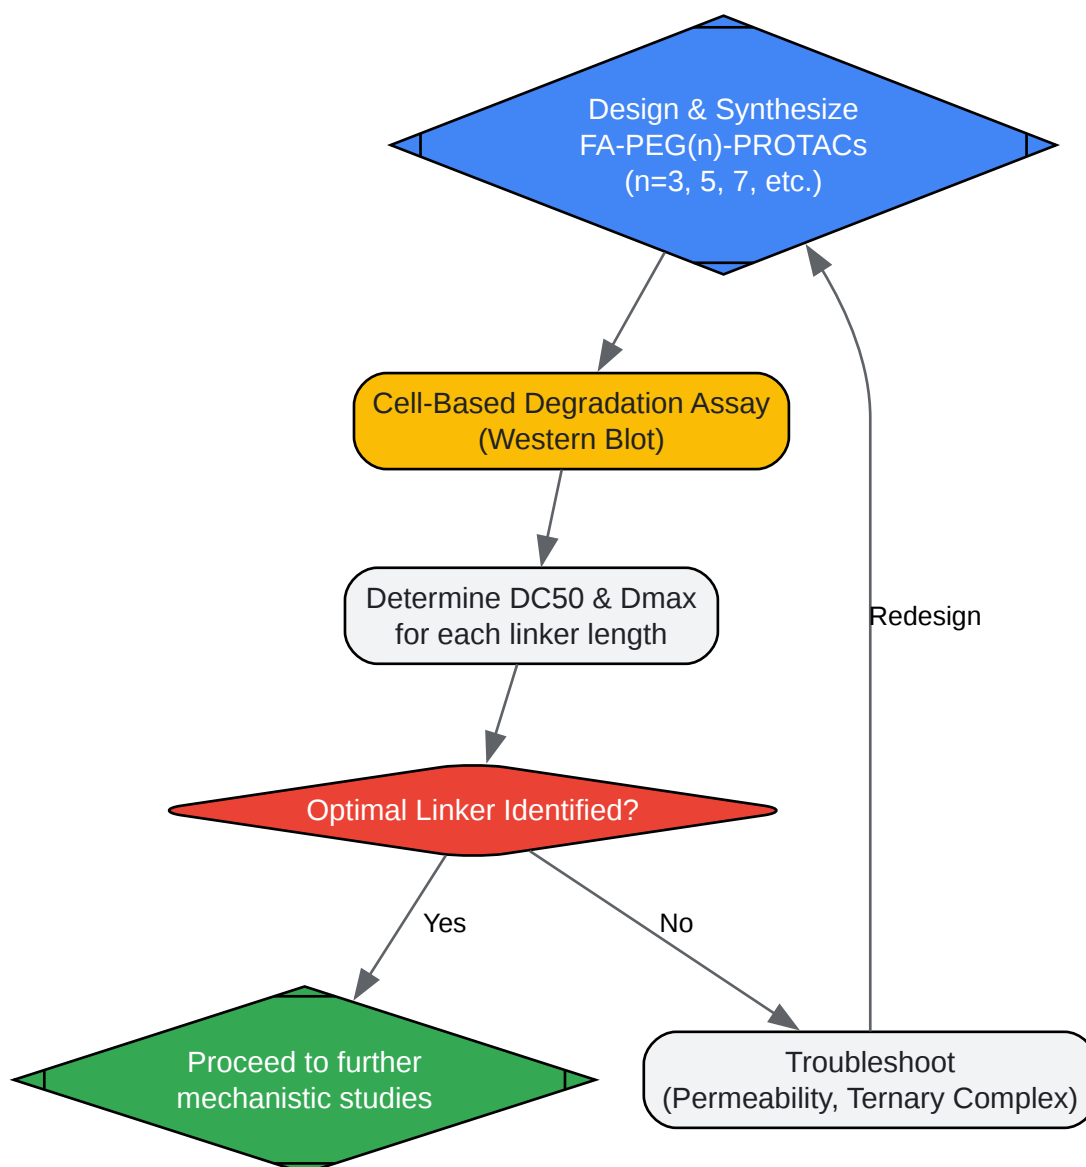 Design & Synthesize
FA-PEG(n)-PROTACs
(n=3, 5, 7, etc.)
Cell-Based Degradation Assay
(Western Blot)
Determine DC50 & Dmax
for each linker length
Redesign
Optimal Linker Identified?
Yes
No
Proceed to further
mechanistic studies
Troubleshoot
(Permeability, Ternary Complex)